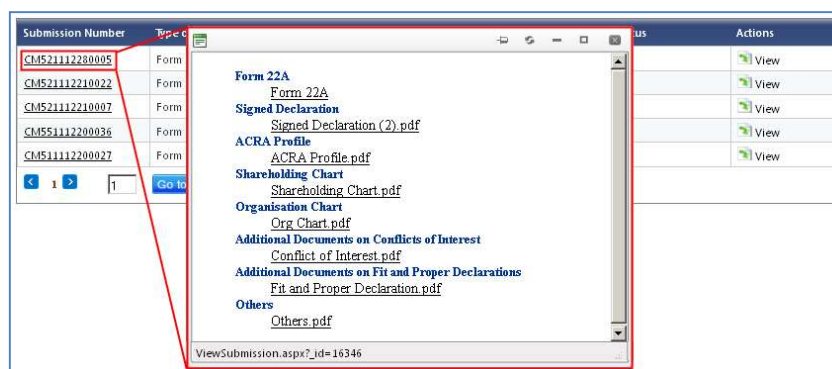 Submission Number Type o tus Actions
CM521112280005 Form View
CM521112210022 Form View
CM521112210007 Form View
CM551112200036 Form View
CM511112200027 Form View
1 1 Go to
Form 22A
Form 22A
Signed Declaration
Signed Declaration (2).pdf
ACRA Profile
ACRA Profile.pdf
Shareholding Chart
Shareholding Chart.pdf
Organisation Chart
Org Chart.pdf
Additional Documents on Conflicts of Interest
Conflict of Interest.pdf
Additional Documents on Fit and Proper Declarations
Fit and Proper Declaration.pdf
Others
Others.pdf
ViewSubmission.aspx?_id=16346